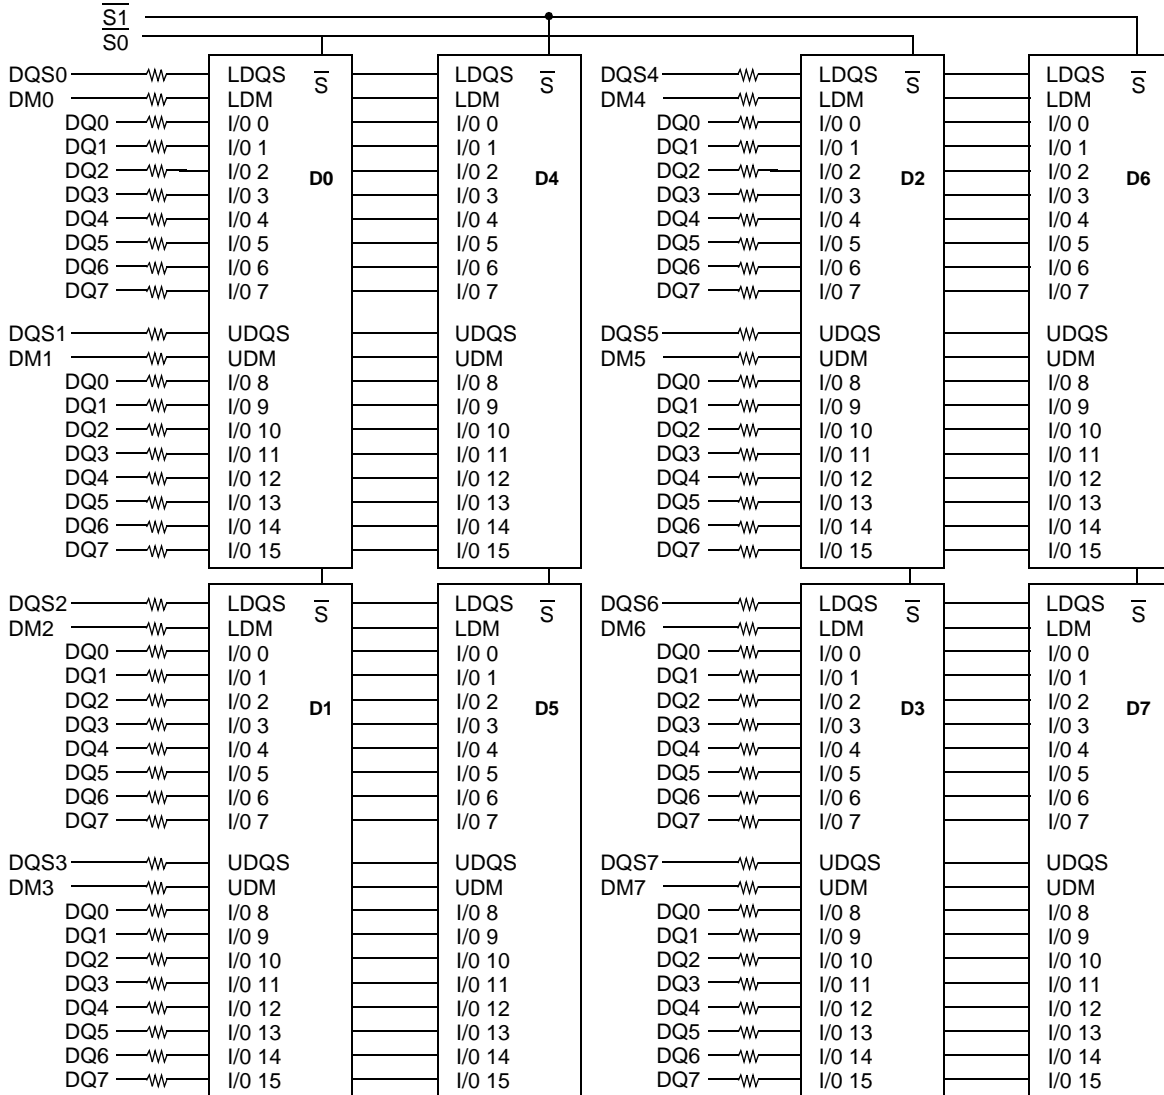 S1
S0
DQS0 LDQS S LDQS S DQS4 LDQS S LDQS S
DM0 LDM LDM DM4 LDM LDM
DQ0 I/0 0 I/0 0 DQ0 I/0 0 I/0 0
DQ1 I/0 1 I/0 1 DQ1 I/0 1 I/0 1
DQ2 I/0 2 D0 I/0 2 D4 DQ2 I/0 2 D2 I/0 2 D6
DQ3 I/0 3 I/0 3 DQ3 I/0 3 I/0 3
DQ4 I/0 4 I/0 4 DQ4 I/0 4 I/0 4
DQ5 I/0 5 I/0 5 DQ5 I/0 5 I/0 5
DQ6 I/0 6 I/0 6 DQ6 I/0 6 I/0 6
DQ7 I/0 7 I/0 7 DQ7 I/0 7 I/0 7
DQS1 UDQS UDQS DQS5 UDQS UDQS
DM1 UDM UDM DM5 UDM UDM
DQ0 I/0 8 I/0 8 DQ0 I/0 8 I/0 8
DQ1 I/0 9 I/0 9 DQ1 I/0 9 I/0 9
DQ2 I/0 10 I/0 10 DQ2 I/0 10 I/0 10
DQ3 I/0 11 I/0 11 DQ3 I/0 11 I/0 11
DQ4 I/0 12 I/0 12 DQ4 I/0 12 I/0 12
DQ5 I/0 13 I/0 13 DQ5 I/0 13 I/0 13
DQ6 I/0 14 I/0 14 DQ6 I/0 14 I/0 14
DQ7 I/0 15 I/0 15 DQ7 I/0 15 I/0 15
DQS2 LDQS S LDQS S DQS6 LDQS S LDQS S
DM2 LDM LDM DM6 LDM LDM
DQ0 I/0 0 I/0 0 DQ0 I/0 0 I/0 0
DQ1 I/0 1 I/0 1 DQ1 I/0 1 I/0 1
DQ2 I/0 2 D1 I/0 2 D5 DQ2 I/0 2 D3 I/0 2 D7
DQ3 I/0 3 I/0 3 DQ3 I/0 3 I/0 3
DQ4 I/0 4 I/0 4 DQ4 I/0 4 I/0 4
DQ5 I/0 5 I/0 5 DQ5 I/0 5 I/0 5
DQ6 I/0 6 I/0 6 DQ6 I/0 6 I/0 6
DQ7 I/0 7 I/0 7 DQ7 I/0 7 I/0 7
DQS3 UDQS UDQS DQS7 UDQS UDQS
DM3 UDM UDM DM7 UDM UDM
DQ0 I/0 8 I/0 8 DQ0 I/0 8 I/0 8
DQ1 I/0 9 I/0 9 DQ1 I/0 9 I/0 9
DQ2 I/0 10 I/0 10 DQ2 I/0 10 I/0 10
DQ3 I/0 11 I/0 11 DQ3 I/0 11 I/0 11
DQ4 I/0 12 I/0 12 DQ4 I/0 12 I/0 12
DQ5 I/0 13 I/0 13 DQ5 I/0 13 I/0 13
DQ6 I/0 14 I/0 14 DQ6 I/0 14 I/0 14
DQ7 I/0 15 I/0 15 DQ7 I/0 15 I/0 15